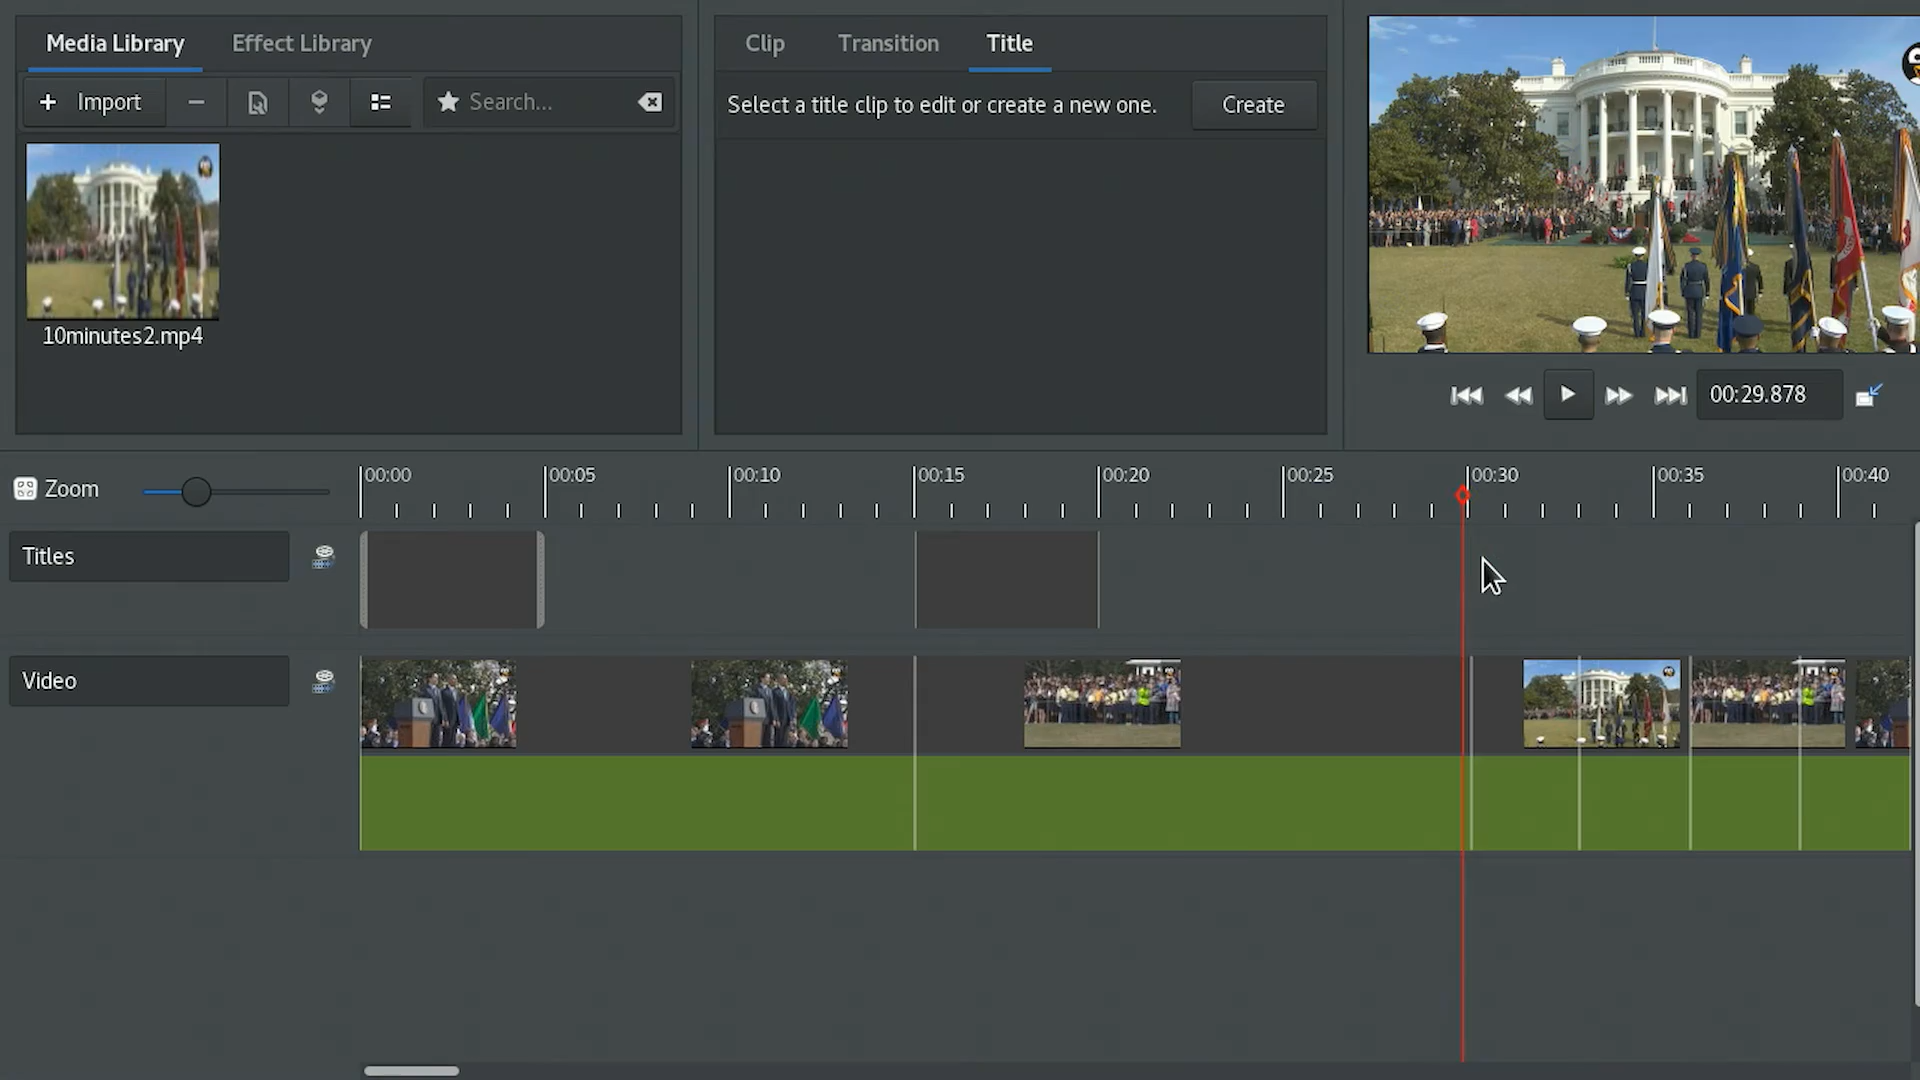 Media Library
Effect Library
Import
Search...
10minutes2.mp4
Clip
Transition
Title
Select a title clip to edit or create a new one.
Create
00:29.878
Zoom
00:00
00:05
00:10
00:15
00:20
00:25
00:30
00:35
00:40
Titles
Video